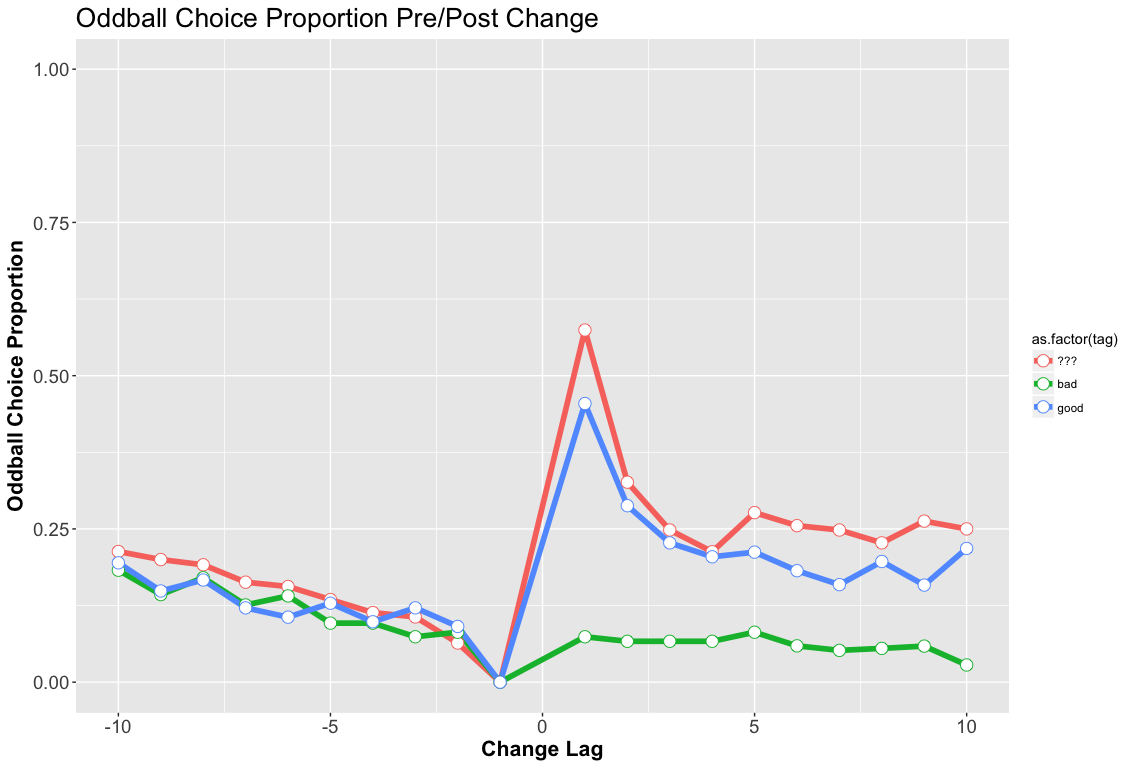 Oddball Choice Proportion Pre/Post Change
Oddball Choice Proportion
1.00
0.75
0.50
0.25
0.00
-10
-5
0
5
10
Change Lag
as.factor(tag)
???
bad
good